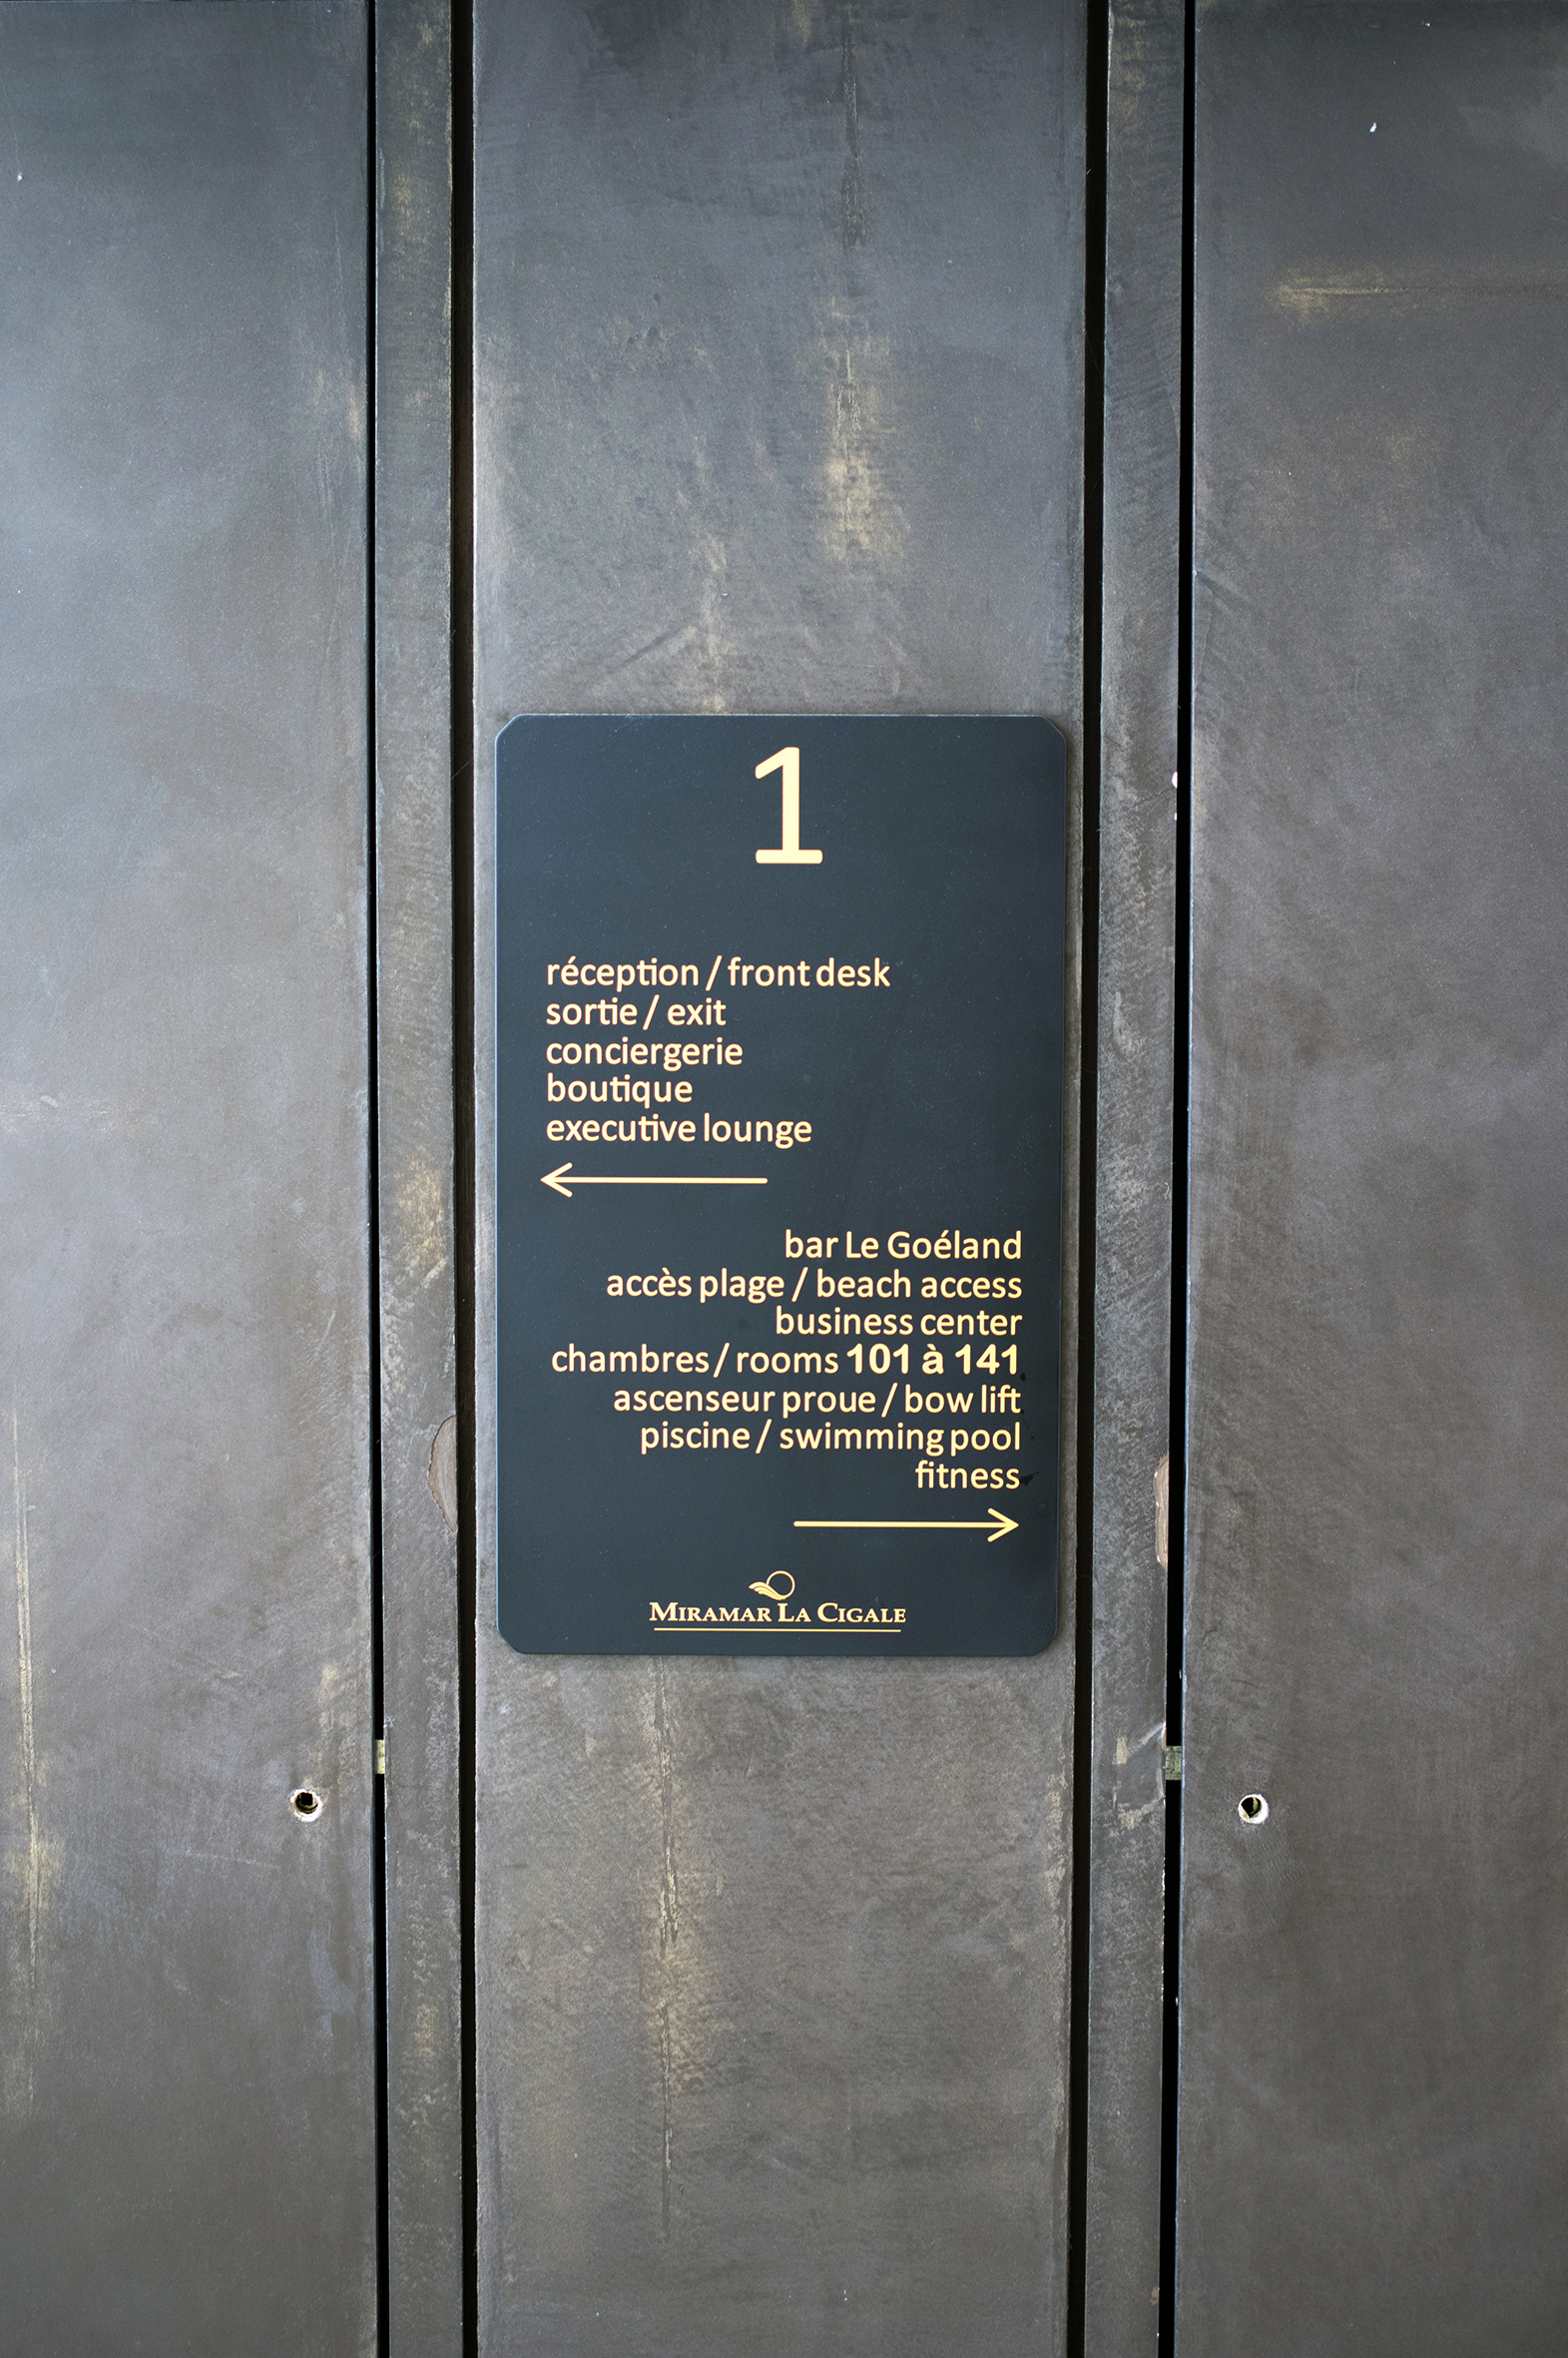 1
réception / front desk
sortie / exit
conciergerie
boutique
executive lounge
bar Le Goéland
accès plage / beach access
business center
chambres / rooms 101 à 141
ascenseur proue / bow lift
piscine / swimming pool
fitness
MIRAMAR LA CIGALE